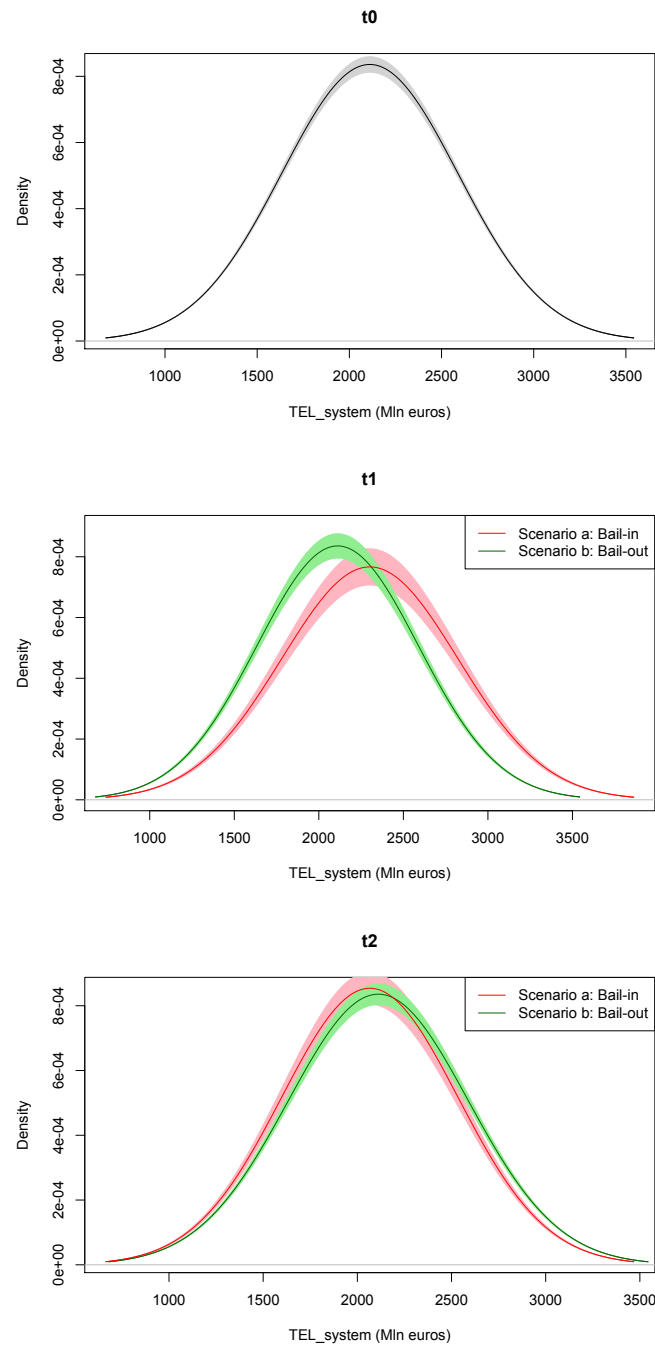 t0
Density
0e+00 2e-04 4e-04 6e-04 8e-04
1000 1500 2000 2500 3000 3500
TEL_system (Mln euros)
t1
Scenario a: Bail-in
Scenario b: Bail-out
Density
0e+00 2e-04 4e-04 6e-04 8e-04
1000 1500 2000 2500 3000 3500
TEL_system (Mln euros)
t2
Scenario a: Bail-in
Scenario b: Bail-out
Density
0e+00 2e-04 4e-04 6e-04 8e-04
1000 1500 2000 2500 3000 3500
TEL_system (Mln euros)